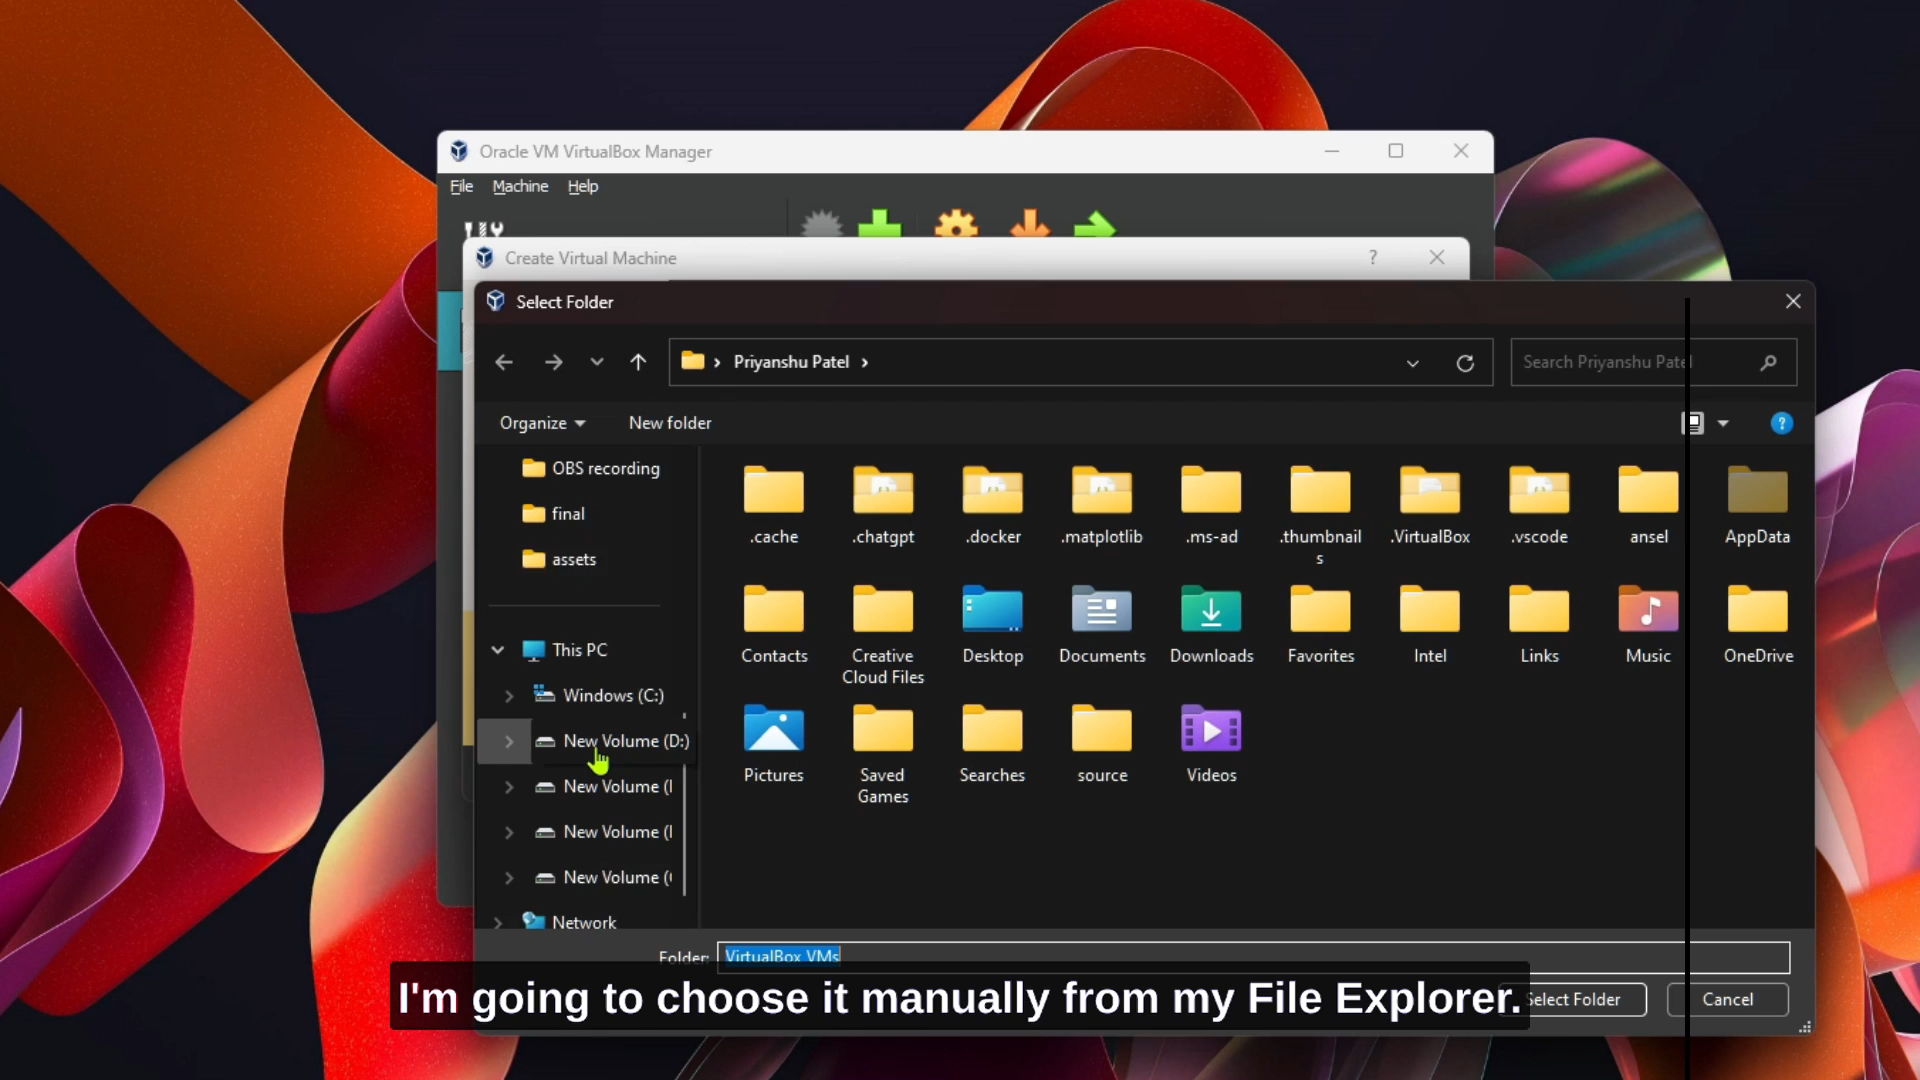 Oracle VM VirtualBox Manager
File Machine Help
Create Virtual Machine ?
Select Folder
Priyanshu Patel
Search Priyanshu Patel
Organize New folder ?
OBS recording
final
assets
This PC
Windows (C:)
New Volume (D:)
New Volume (
New Volume (
New Volume (
Network
.cache .chatgpt .docker .matplotlib .ms-ad .thumbnail .VirtualBox .vscode ansel AppData
s
Contacts Creative Desktop Documents Downloads Favorites Intel Links Music OneDrive
Cloud Files
Pictures Saved Searches source Videos
Games
Folder: VirtualBox VMs
Select Folder Cancel
I'm going to choose it manually from my File Explorer.